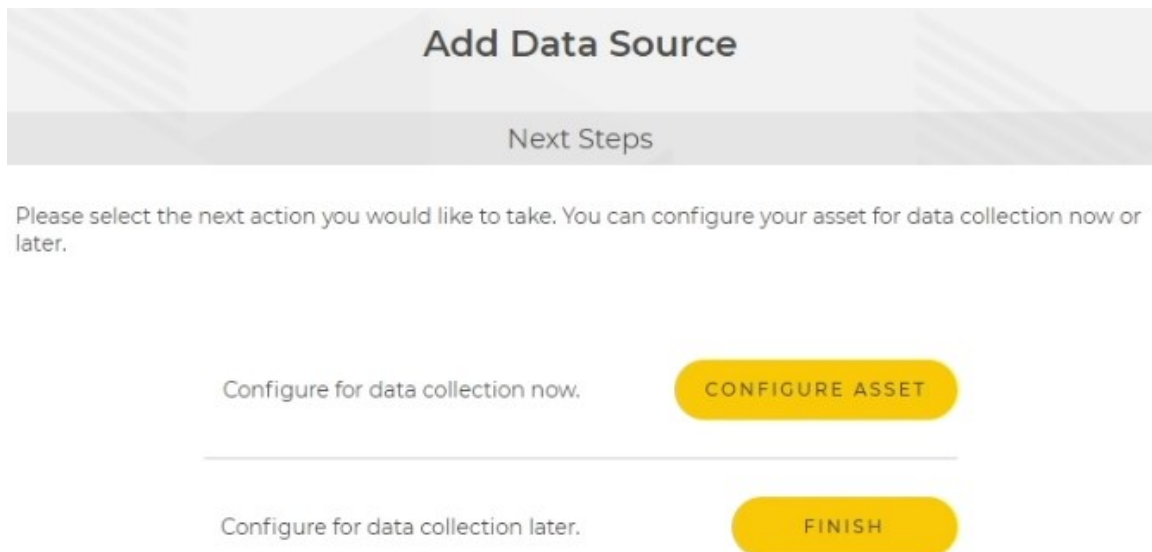 Add Data Source
Next Steps
Please select the next action you would like to take. You can configure your asset for data collection now or
later.
Configure for data collection now.
CONFIGURE ASSET
Configure for data collection later.
FINISH